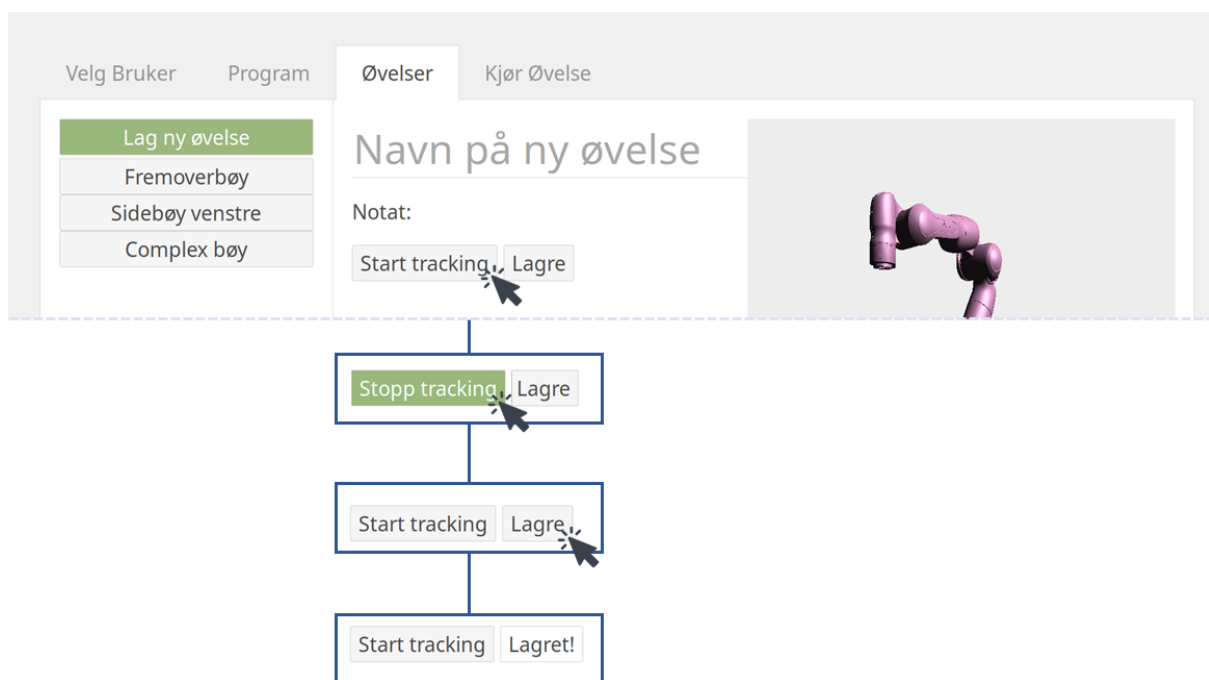 Velg Bruker Program Øvelser Kjør Øvelse
Lag ny øvelse
Fremoverbøy
Sidebøy venstre
Complex bøy
Navn på ny øvelse
Notat:
Start tracking Lagre
Stopp tracking Lagre
Start tracking Lagre
Start tracking Lagret!